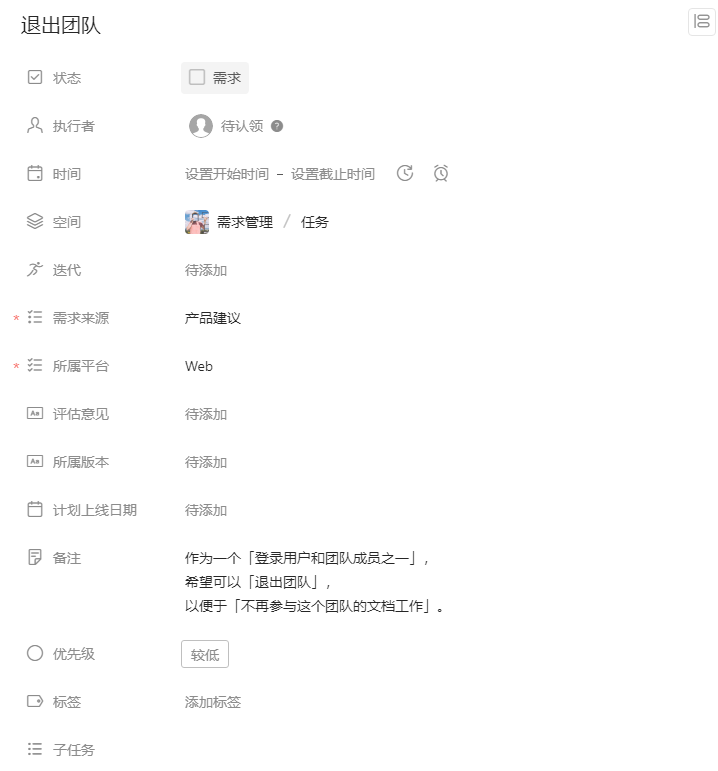 退出团队
状态 需求
执行者 待认领 ?
时间 设置开始时间 - 设置截止时间
空间 需求管理 / 任务
迭代 待添加
* 需求来源 产品建议
* 所属平台 Web
评估意见 待添加
所属版本 待添加
计划上线日期 待添加
备注 作为一个「登录用户和团队成员之一」，
希望可以「退出团队」，
以便于「不再参与这个团队的文档工作」。
优先级 较低
标签 添加标签
子任务